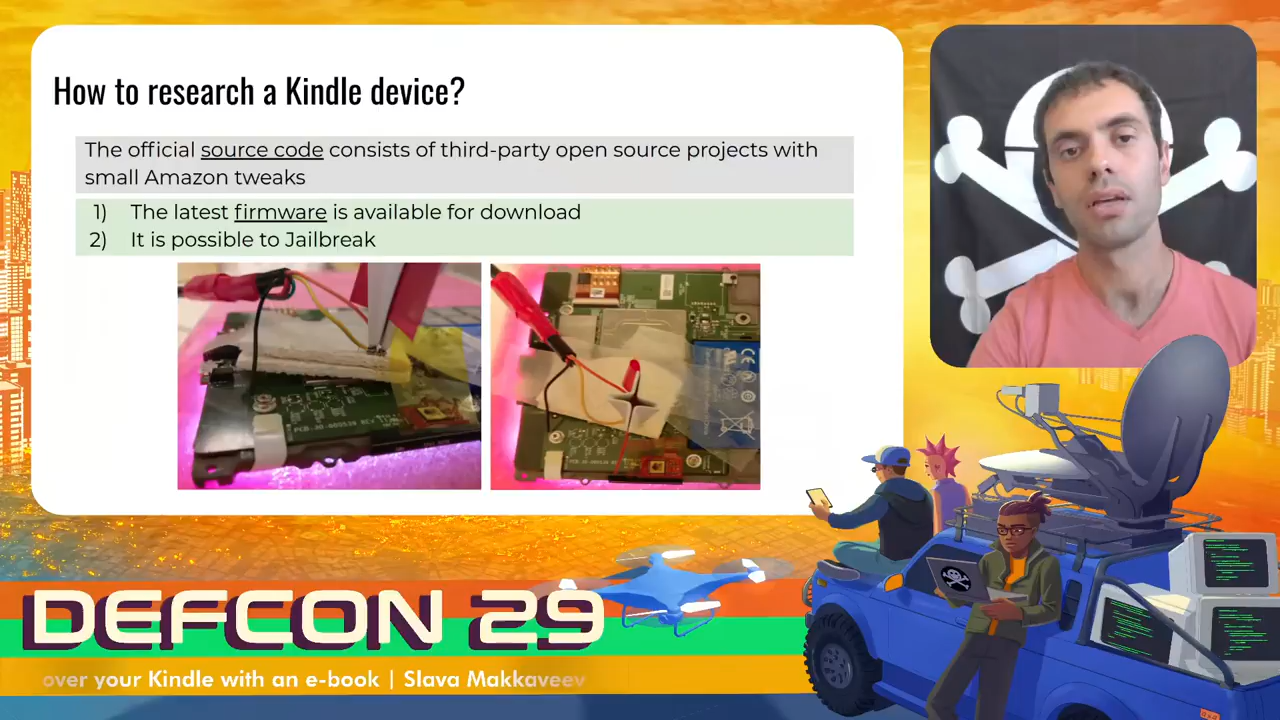 How to research a Kindle device?
The official source code consists of third-party open source projects with
small Amazon tweaks
1) The latest firmware is available for download
2) It is possible to Jailbreak
DEFCON 29
over your Kindle with an e-book | Slava Makkaveev